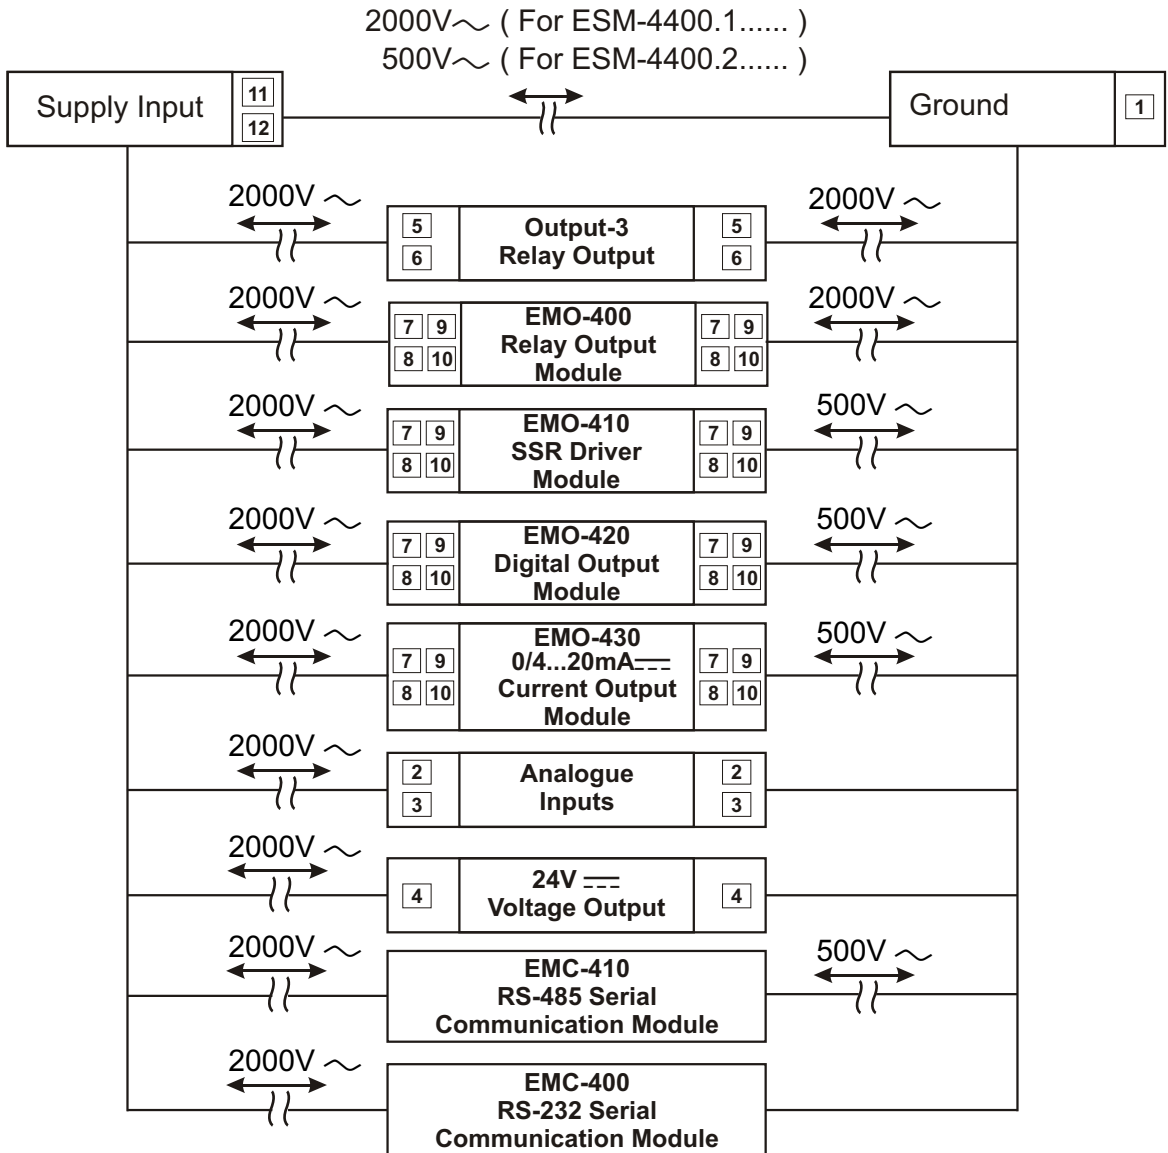 2000V～ ( For ESM-4400.1...... )
500V～ ( For ESM-4400.2...... )
Supply Input 11 12
Ground 1
2000V～
5 6
Output-3
Relay Output
5 6
2000V～
2000V～
7 9
8 10
EMO-400
Relay Output
Module
7 9
8 10
2000V～
2000V～
7 9
8 10
EMO-410
SSR Driver
Module
7 9
8 10
500V～
2000V～
7 9
8 10
EMO-420
Digital Output
Module
7 9
8 10
500V～
2000V～
7 9
8 10
EMO-430
0/4...20mA⎓
Current Output
Module
7 9
8 10
500V～
2000V～
2 3
Analogue
Inputs
2 3
2000V～
4
24V ⎓
Voltage Output
4
2000V～
EMC-410
RS-485 Serial
Communication Module
500V～
2000V～
EMC-400
RS-232 Serial
Communication Module